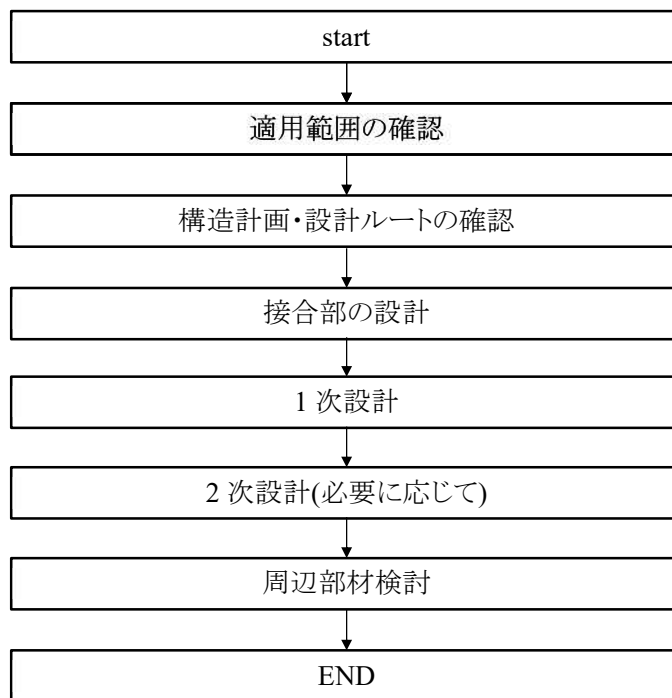 start
適用範囲の確認
構造計画・設計ルートの確認
接合部の設計
1 次設計
2 次設計(必要に応じて)
周辺部材検討
END